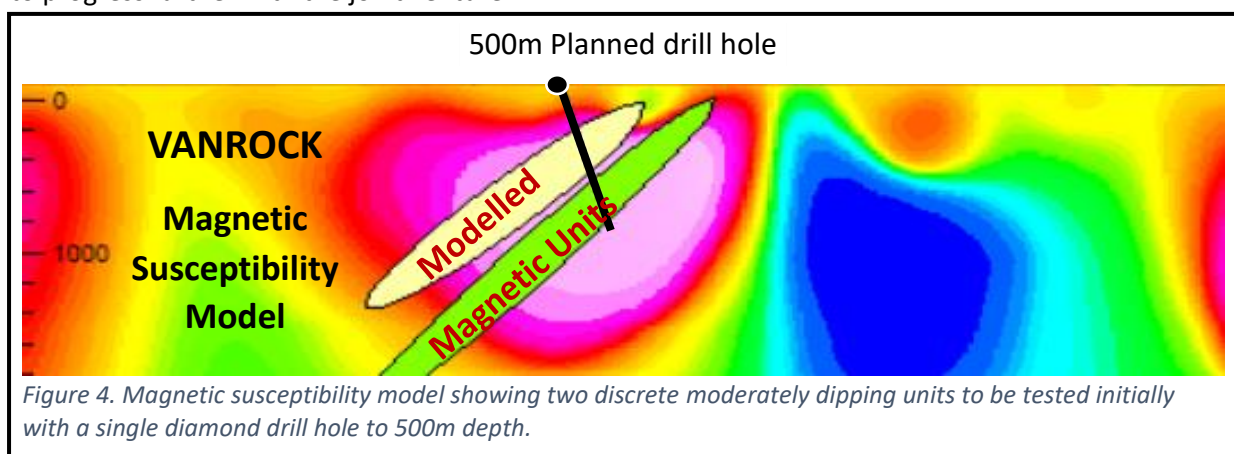 500m Planned drill hole
0
VANROCK
Magnetic
Susceptibility
Model
1000
Modelled
Magnetic Units
Figure 4. Magnetic susceptibility model showing two discrete moderately dipping units to be tested initially
with a single diamond drill hole to 500m depth.